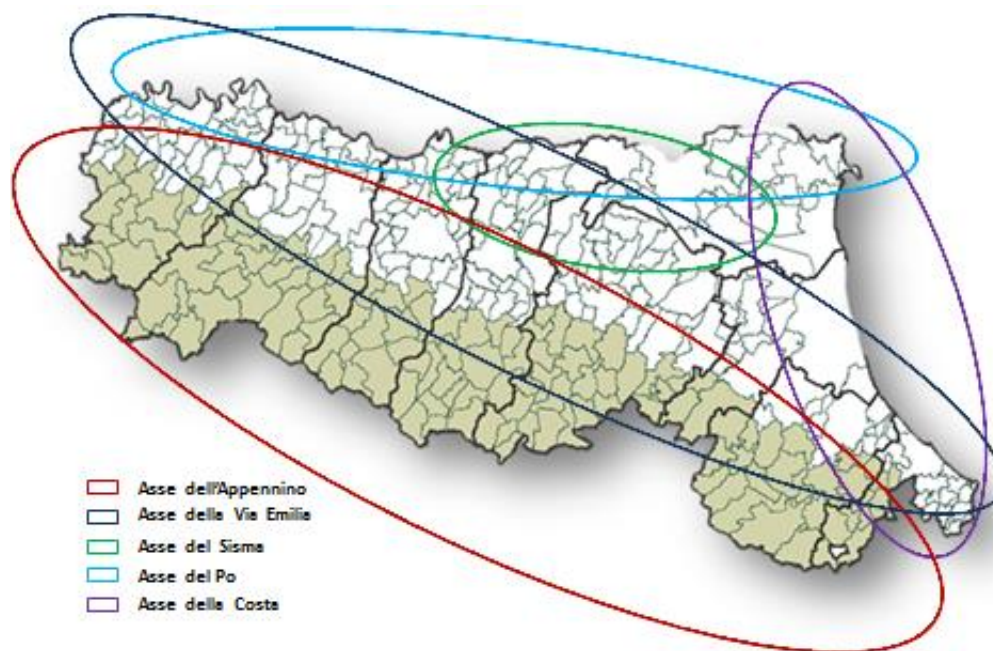 Asse dell'Appennino
Asse della Via Emilia
Asse del Sisma
Asse del Po
Asse della Costa